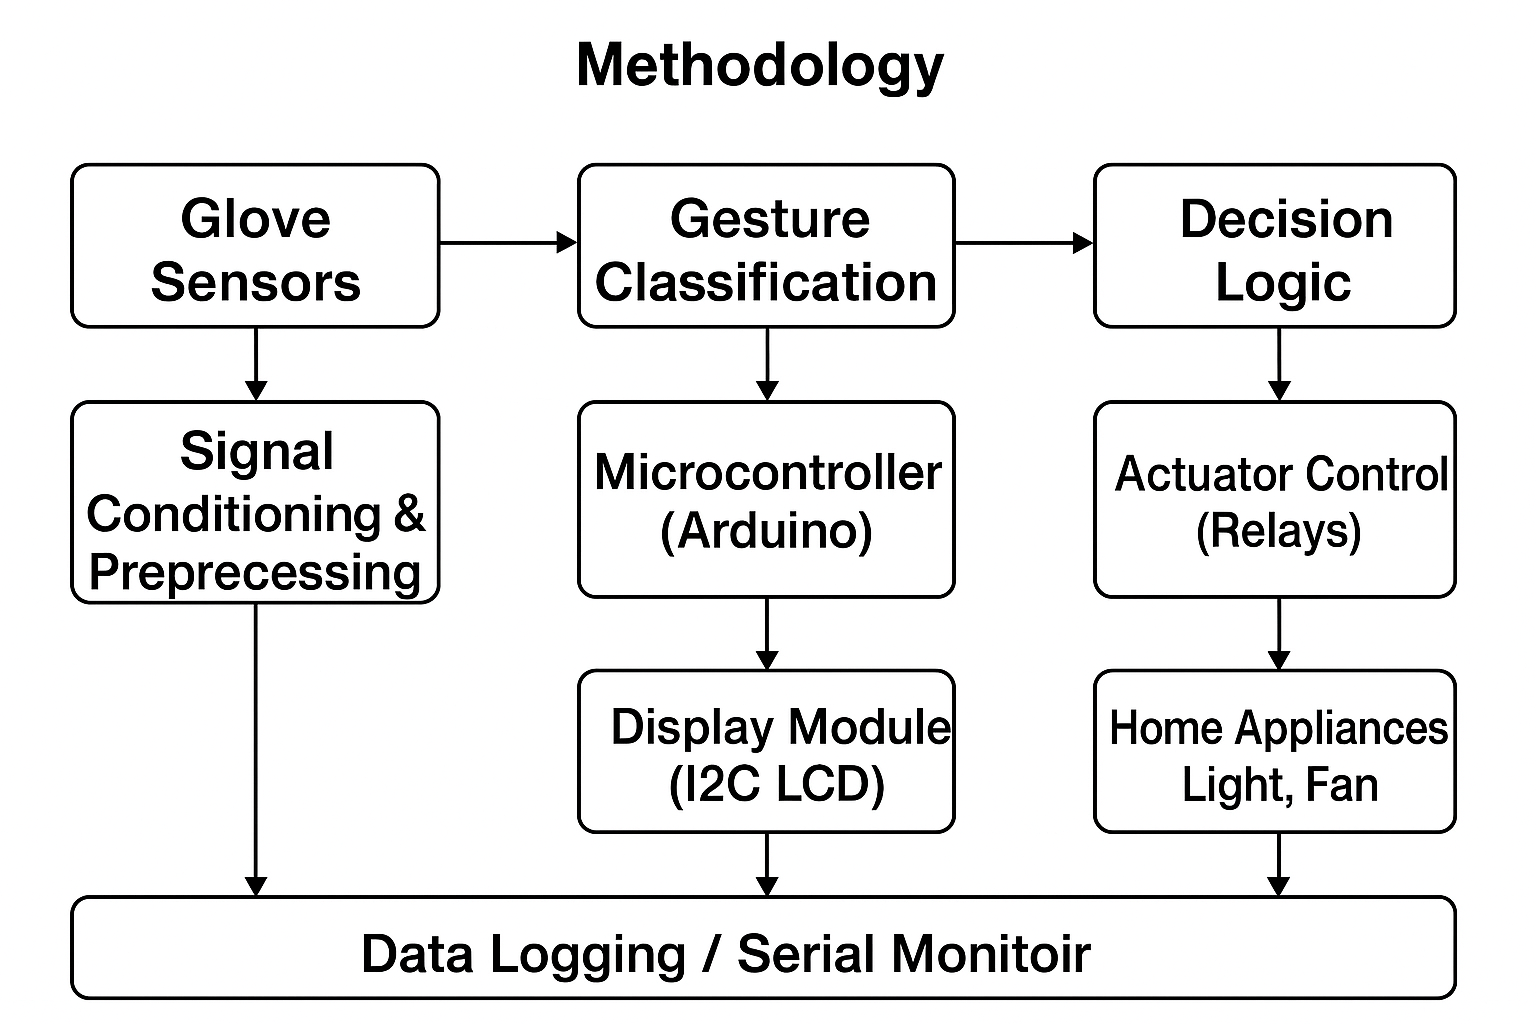 Methodology
Glove
Sensors
Gesture
Classification
Decision
Logic
Signal
Conditioning &
Preprecessing
Microcontroller
(Arduino)
Actuator Control
(Relays)
Display Module
(I2C LCD)
Home Appliances
Light, Fan
Data Logging / Serial Monitoir